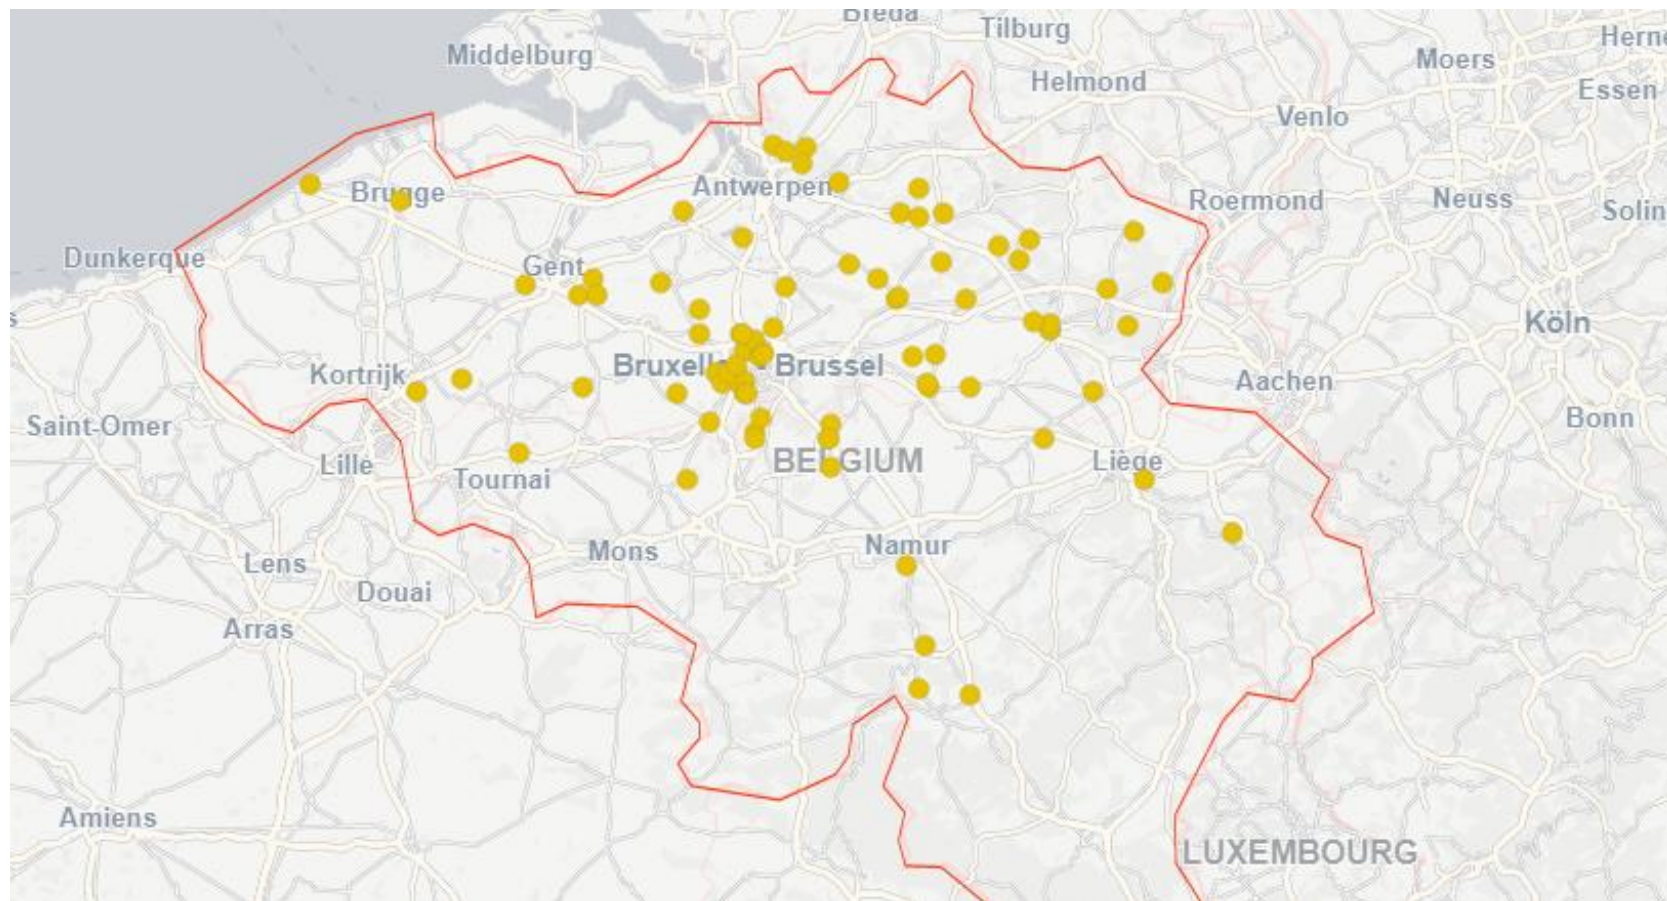 Breda
Tilburg
Herne
Middelburg
Moers
Helmond
Essen
Venlo
Antwerpen
Brugge
Roermond
Neuss
Solin
Dunkerque
Gent
s
Köln
Bruxelles - Brussel
Kortrijk
Aachen
Saint-Omer
Bonn
Lille
BELGIUM
Liège
Tournai
Mons
Namur
Lens
Douai
Arras
Amiens
LUXEMBOURG